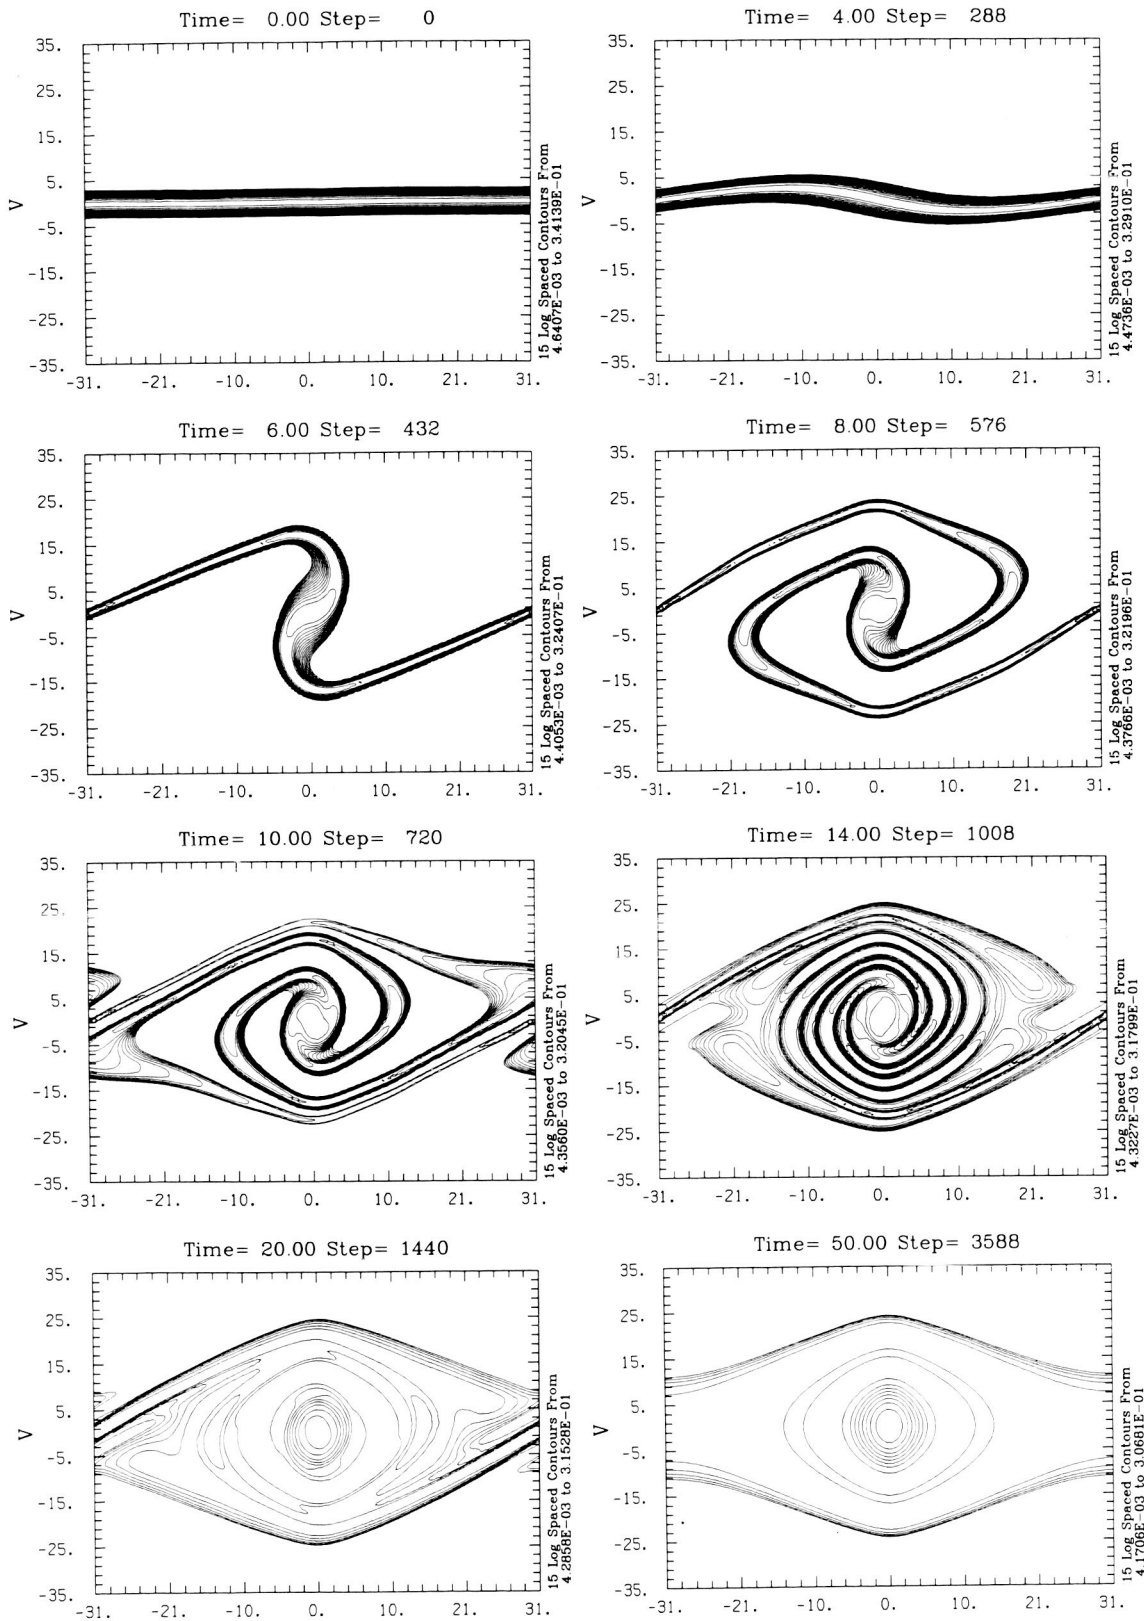 Time= 0.00 Step= 0
Time= 4.00 Step= 288
35.
25.
15.
5.
-5.
-15.
-25.
-35.
V
-31. -21. -10. 0. 10. 21. 31.
15 Log Spaced Contours From
4.6407E-03 to 3.4139E-01
35.
25.
15.
5.
-5.
-15.
-25.
-35.
-31. -21. -10. 0. 10. 21. 31.
15 Log Spaced Contours From
4.4736E-03 to 3.2910E-01
Time= 6.00 Step= 432
Time= 8.00 Step= 576
35.
25.
15.
5.
-5.
-15.
-25.
-35.
V
-31. -21. -10. 0. 10. 21. 31.
15 Log Spaced Contours From
4.4053E-03 to 3.2407E-01
35.
25.
15.
5.
-5.
-15.
-25.
-35.
V
-31. -21. -10. 0. 10. 21. 31.
15 Log Spaced Contours From
4.3766E-03 to 3.2196E-01
Time= 10.00 Step= 720
Time= 14.00 Step= 1008
35.
25.
15.
5.
-5.
-15.
-25.
-35.
V
-31. -21. -10. 0. 10. 21. 31.
15 Log Spaced Contours From
4.3560E-03 to 3.2045E-01
35.
25.
15.
5.
-5.
-15.
-25.
-35.
V
-31. -21. -10. 0. 10. 21. 31.
15 Log Spaced Contours From
4.3227E-03 to 3.1799E-01
Time= 20.00 Step= 1440
Time= 50.00 Step= 3588
35.
25.
15.
5.
-5.
-15.
-25.
-35.
V
-31. -21. -10. 0. 10. 21. 31.
15 Log Spaced Contours From
4.2858E-03 to 3.1528E-01
35.
25.
15.
5.
-5.
-15.
-25.
-35.
V
-31. -21. -10. 0. 10. 21. 31.
15 Log Spaced Contours From
4.1706E-03 to 3.0681E-01